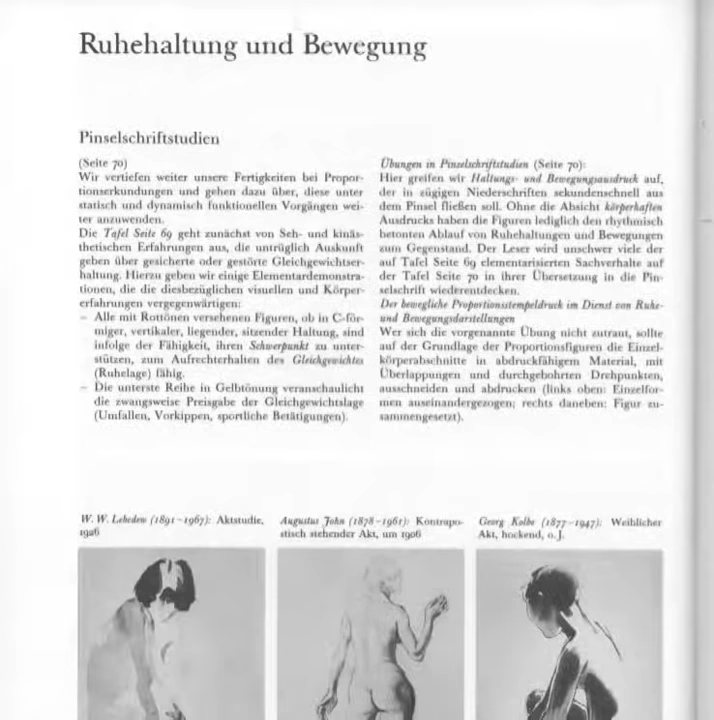 Ruhehaltung und Bewegung
Pinselschriftstudien
(Seite 70)
Wir vertiefen weiter unsere Fertigkeiten bei Propor-
tionserkundungen und gehen dazu über, diese unter
statisch und dynamisch funktionellen Vorgängen wei-
ter anzuwenden.
Die Tafel Seite 69 geht zunächst von Seh- und kinäs-
thetischen Erfahrungen aus, die untrüglich Auskunft
geben über gesicherte oder gestörte Gleichgewichtser-
haltung. Hierzu geben wir einige Elementardemonstra-
tionen, die die diesbezüglichen visuellen und Körper-
erfahrungen vergegenwärtigen:
– Alle mit Rottönen versehenen Figuren, ob in C-för-
miger, vertikaler, liegender, sitzender Haltung, sind
infolge der Fähigkeit, ihren Schwerpunkt zu unter-
stützen, zum Aufrechterhalten des Gleichgewichtes
(Ruhelage) fähig.
– Die unterste Reihe in Gelbtönung veranschaulicht
die zwangsweise Preisgabe der Gleichgewichtslage
(Umfallen, Vorkippen, sportliche Betätigungen).
Übungen in Pinselschriftstudien (Seite 70):
Hier greifen wir Haltungs- und Bewegungsausdruck auf,
der in zügigen Niederschriften sekundenschnell aus
dem Pinsel fließen soll. Ohne die Absicht körperhaften
Ausdrucks haben die Figuren lediglich den rhythmisch
betonten Ablauf von Ruhehaltungen und Bewegungen
zum Gegenstand. Der Leser wird unschwer viele der
auf Tafel Seite 69 elementarisierten Sachverhalte auf
der Tafel Seite 70 in ihrer Übersetzung in die Pin-
selschrift wiederentdecken.
Der bewegliche Proportionsstempeldruck im Dienst von Ruhe-
und Bewegungsdarstellungen
Wer sich die vorgenannte Übung nicht zutraut, sollte
auf der Grundlage der Proportionsfiguren die Einzel-
körperabschnitte in abdruckfähigem Material, mit
Überlappungen und durchgebohrten Drehpunkten,
ausschneiden und abdrucken (links oben: Einzelfor-
men auseinandergezogen; rechts daneben: Figur zu-
sammengesetzt).
W. W. Lebedew (1891–1967): Aktstudie,
1926
Augustus John (1878–1961): Kontrapo-
stisch stehender Akt, um 1906
Georg Kolbe (1877–1947): Weiblicher
Akt, hockend, o. J.